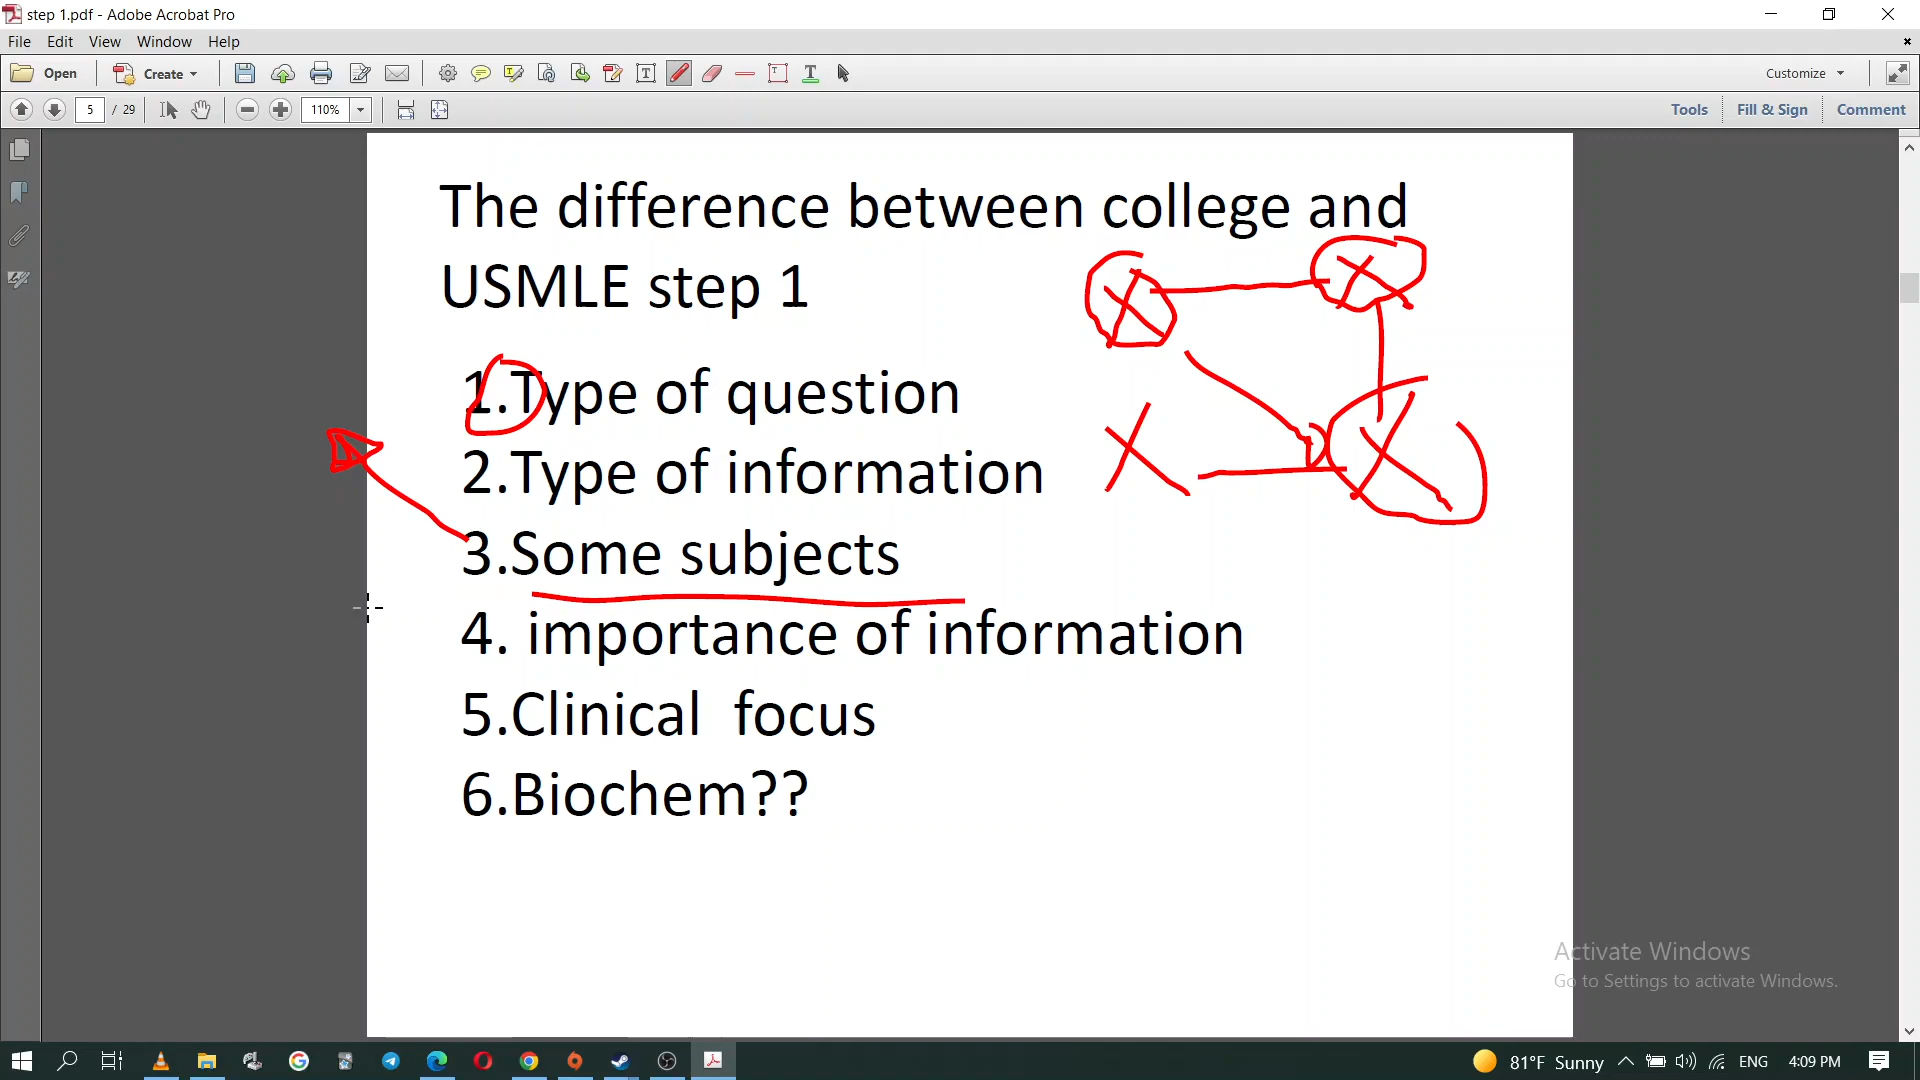 step 1.pdf - Adobe Acrobat Pro
File Edit View Window Help
Open Create Customize
5 / 29 110% Tools Fill & Sign Comment
The difference between college and
USMLE step 1
1.Type of question
2.Type of information
3.Some subjects
4. importance of information
5.Clinical focus
6.Biochem??
Activate Windows
Go to Settings to activate Windows.
81°F Sunny ENG 4:09 PM